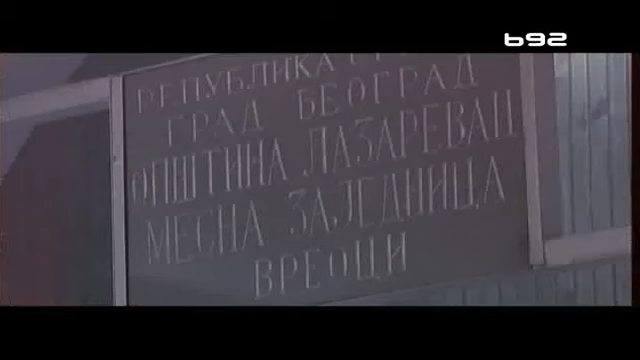 B92
РЕПУБЛИКА
ГРАД БЕОГРАД
ОПШТИНА ЛАЗАРЕВАЦ
МЕСНА ЗАЈЕДНИЦА
ВРЕОЦИ